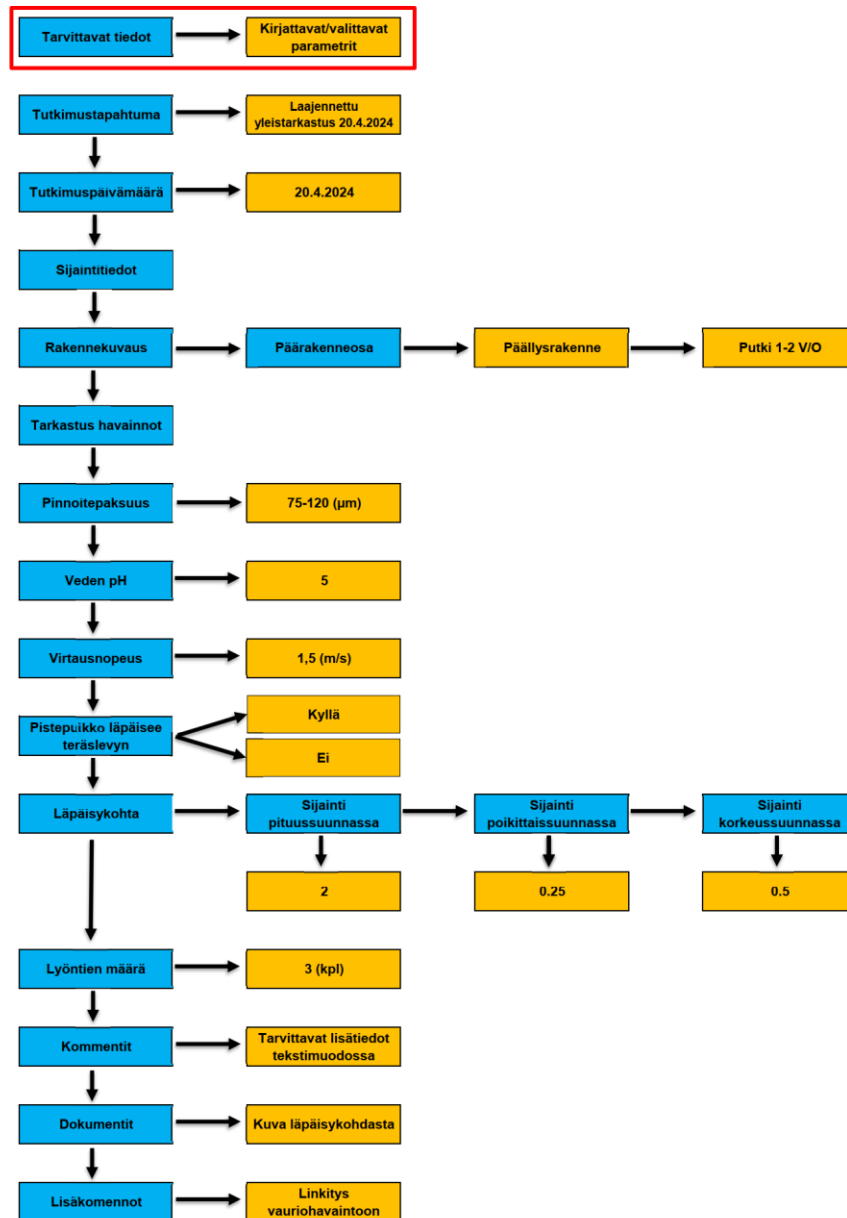 Tarvittavat tiedot
Kirjattavat/valittavat
parametrit
Tutkimustapahtuma
Laajennettu
yleistarkastus 20.4.2024
Tutkimuspäivämäärä
20.4.2024
Sijaintitiedot
Rakennekuvaus
Päärakenneosa
Päällysrakenne
Putki 1-2 V/O
Tarkastus havainnot
Pinnoitepaksuus
75-120 (µm)
Veden pH
5
Virtausnopeus
1,5 (m/s)
Pistepuikko läpäisee
teräslevyn
Kyllä
Ei
Läpäisykohta
Sijainti
pituussuunnassa
Sijainti
poikittaissuunnassa
Sijainti
korkeussuunnassa
2
0.25
0.5
Lyöntien määrä
3 (kpl)
Kommentit
Tarvittavat lisätiedot
tekstimuodossa
Dokumentit
Kuva läpäisykohdasta
Lisäkomennot
Linkitys
vauriohavaintoon